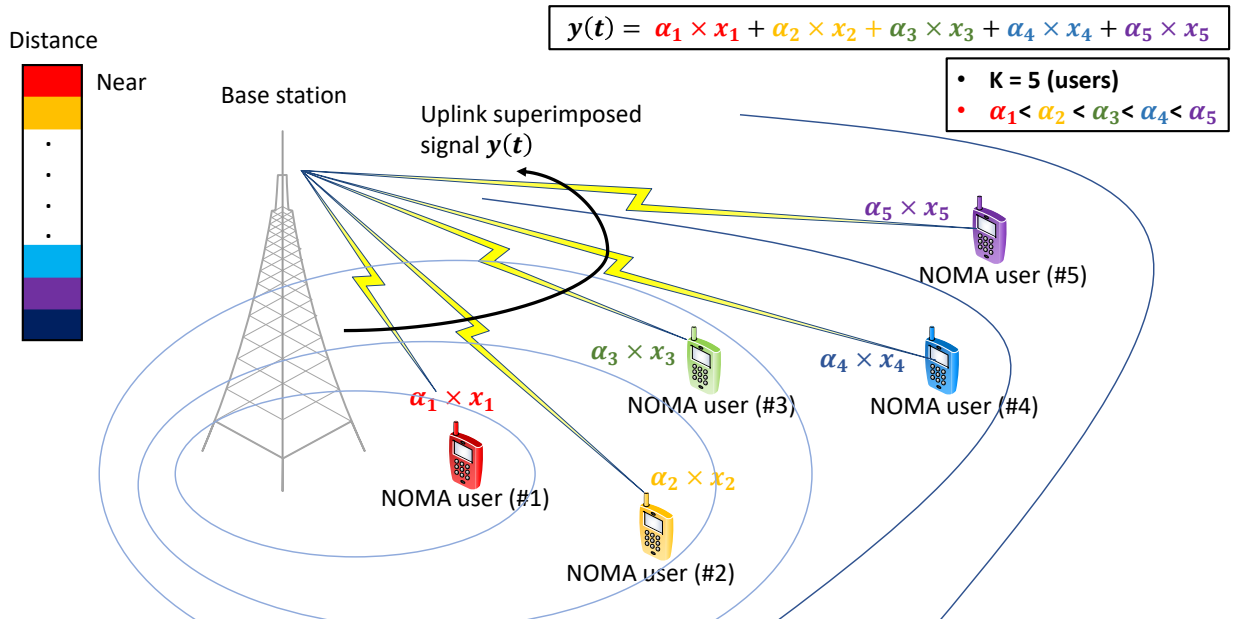 y(t) = α₁ × x₁ + α₂ × x₂ + α₃ × x₃ + α₄ × x₄ + α₅ × x₅
Distance
Near
• K = 5 (users)
• α₁< α₂ < α₃< α₄< α₅
Base station
Uplink superimposed
signal y(t)
α₅ × x₅
NOMA user (#5)
α₃ × x₃
α₄ × x₄
NOMA user (#3)
NOMA user (#4)
α₁ × x₁
NOMA user (#1)
α₂ × x₂
NOMA user (#2)